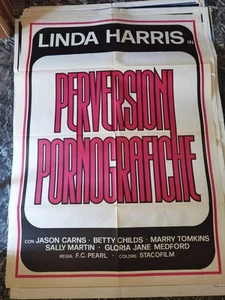 LINDA HARRIS IN
PERVERSIONI
PORNOGRAFICHE
CON JASON CARNS · BETTY CHILDS · MARRY TOMKINS
SALLY MARTIN · GLORIA JANE MEDFORD
REGIA: F.C. PEARL · COLORE: STACOFILM